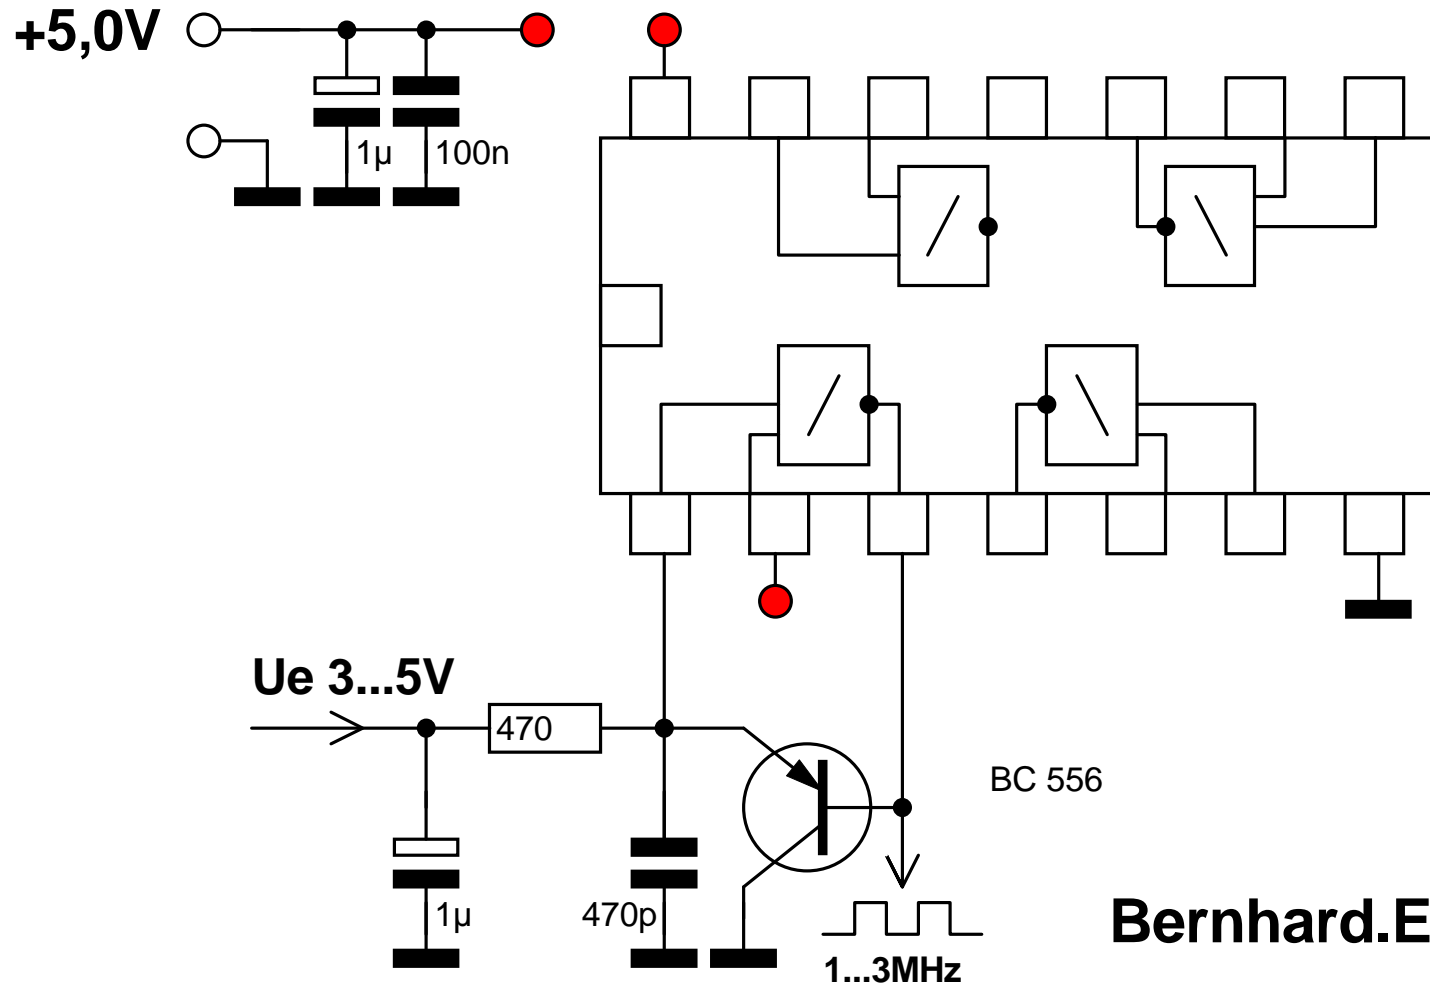 +5,0V
1µ
100n
Ue 3...5V
470
BC 556
1µ
470p
Bernhard.E
1...3MHz